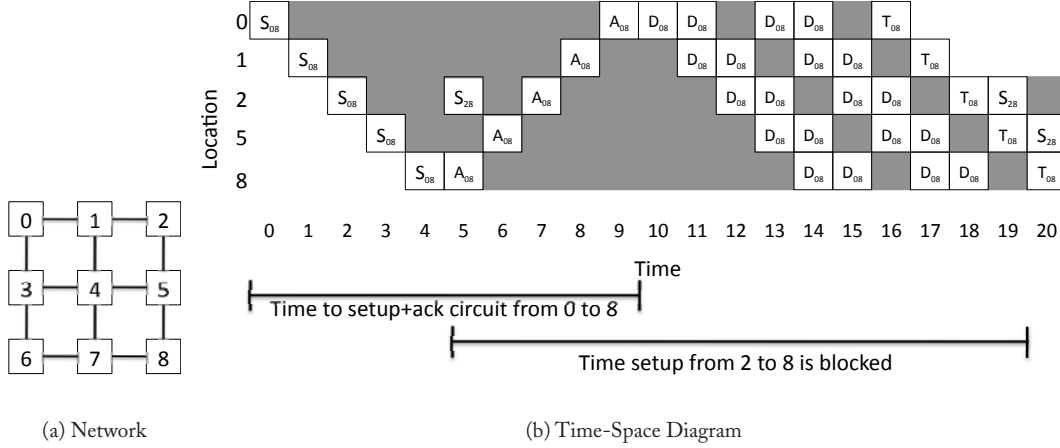 0 S08 A08 D08 D08 D08 D08 T08
1 S08 A08 D08 D08 D08 D08 T08
2 S08 S28 A08 D08 D08 D08 D08 T08 S28
5 S08 A08 D08 D08 D08 D08 T08 S28
8 S08 A08 D08 D08 D08 D08 T08
Location
0 1 2 3 4 5 6 7 8 9 10 11 12 13 14 15 16 17 18 19 20
Time
Time to setup+ack circuit from 0 to 8
Time setup from 2 to 8 is blocked
0 1 2
3 4 5
6 7 8
(a) Network
(b) Time-Space Diagram